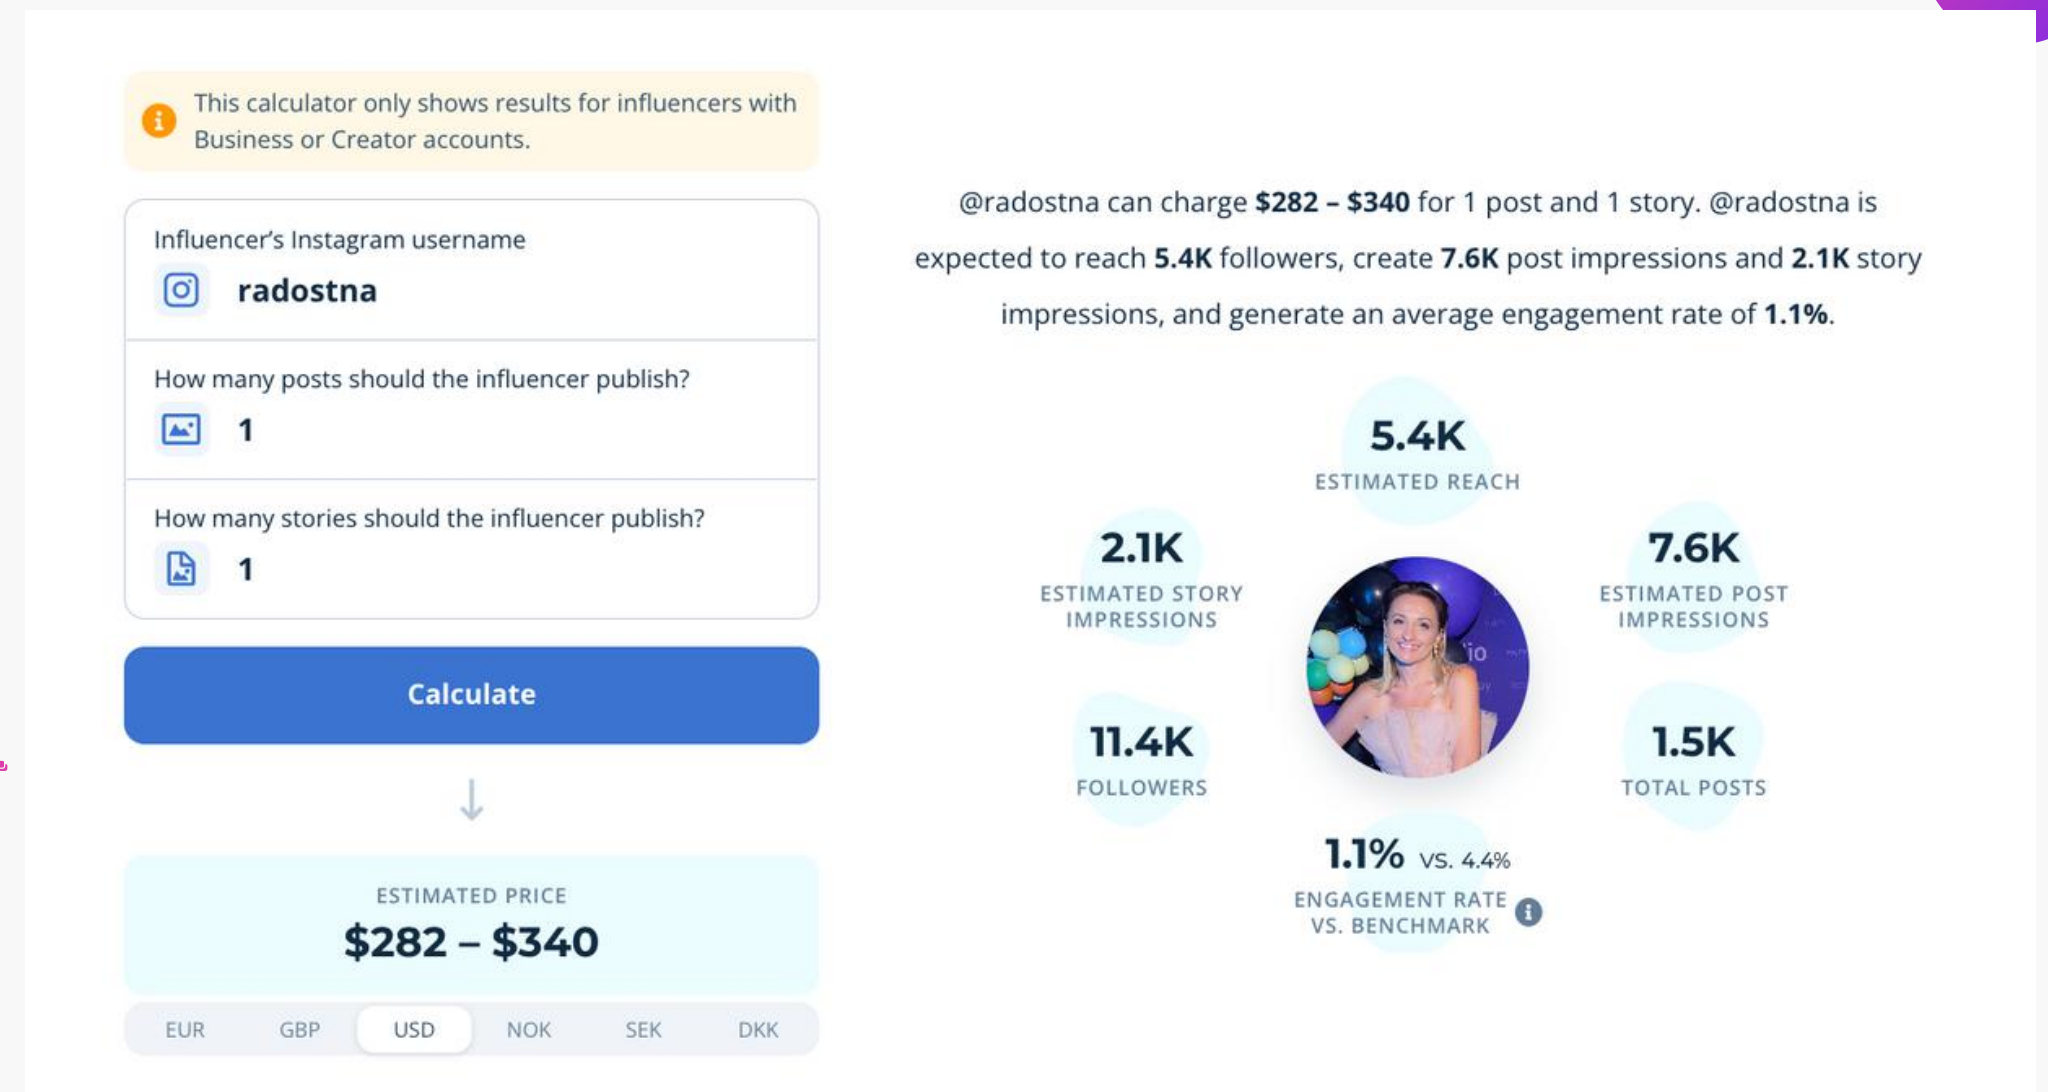 This calculator only shows results for influencers with
Business or Creator accounts.
Influencer’s Instagram username
radostna
How many posts should the influencer publish?
1
How many stories should the influencer publish?
1
Calculate
ESTIMATED PRICE
$282 – $340
EUR GBP USD NOK SEK DKK
@radostna can charge $282 – $340 for 1 post and 1 story. @radostna is
expected to reach 5.4K followers, create 7.6K post impressions and 2.1K story
impressions, and generate an average engagement rate of 1.1%.
5.4K
ESTIMATED REACH
2.1K
ESTIMATED STORY
IMPRESSIONS
7.6K
ESTIMATED POST
IMPRESSIONS
io
11.4K
FOLLOWERS
1.5K
TOTAL POSTS
1.1% VS. 4.4%
ENGAGEMENT RATE
VS. BENCHMARK